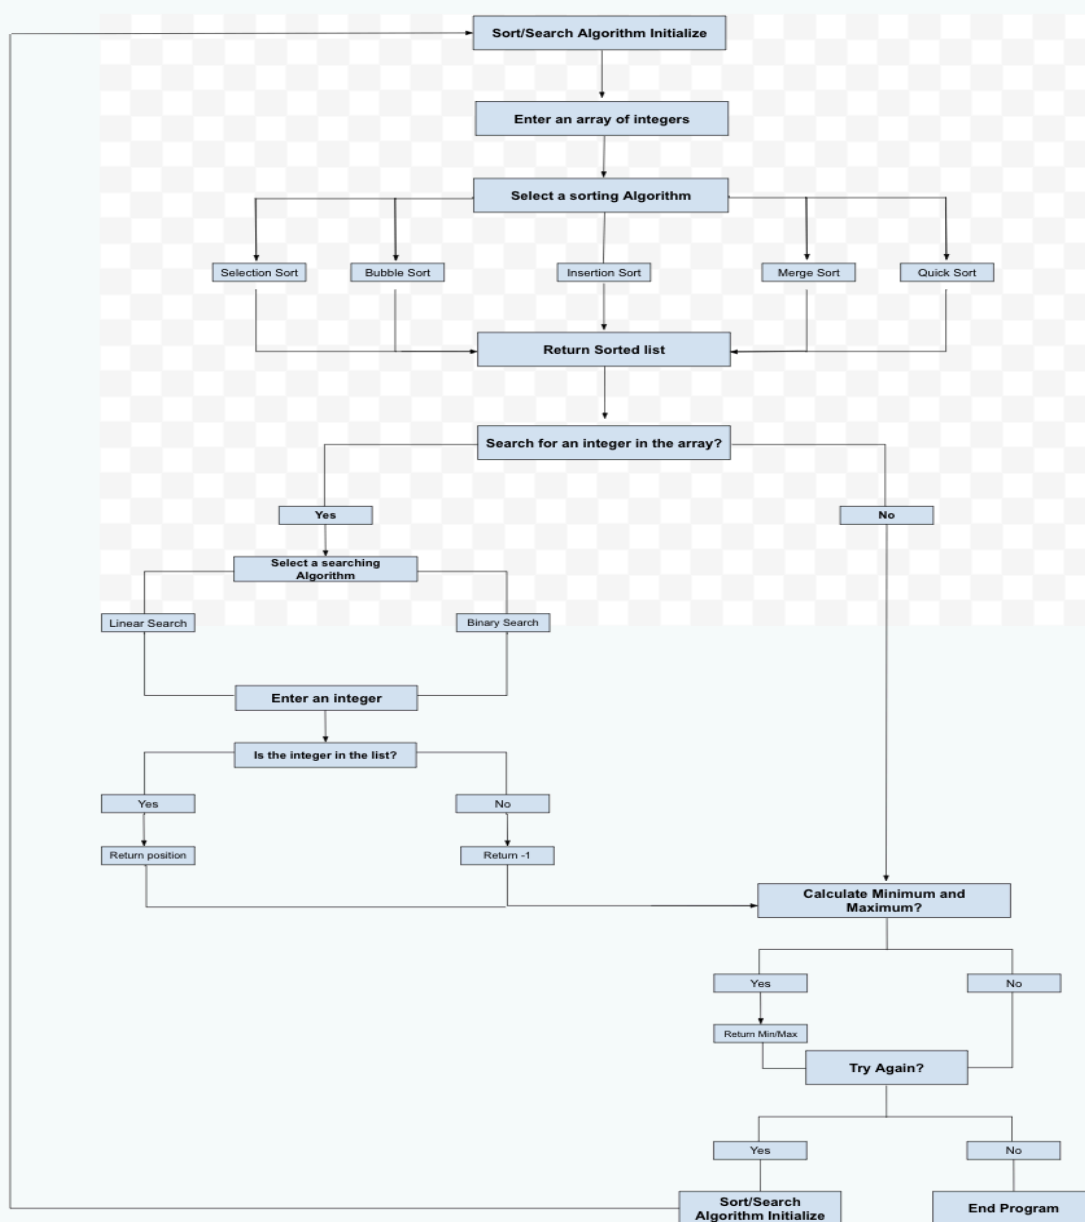 Sort/Search Algorithm Initialize
Enter an array of integers
Select a sorting Algorithm
Selection Sort
Bubble Sort
Insertion Sort
Merge Sort
Quick Sort
Return Sorted list
Search for an integer in the array?
Yes
No
Select a searching
Algorithm
Linear Search
Binary Search
Enter an integer
Is the integer in the list?
Yes
No
Return position
Return -1
Calculate Minimum and
Maximum?
Yes
No
Return Min/Max
Try Again?
Yes
No
Sort/Search
Algorithm Initialize
End Program